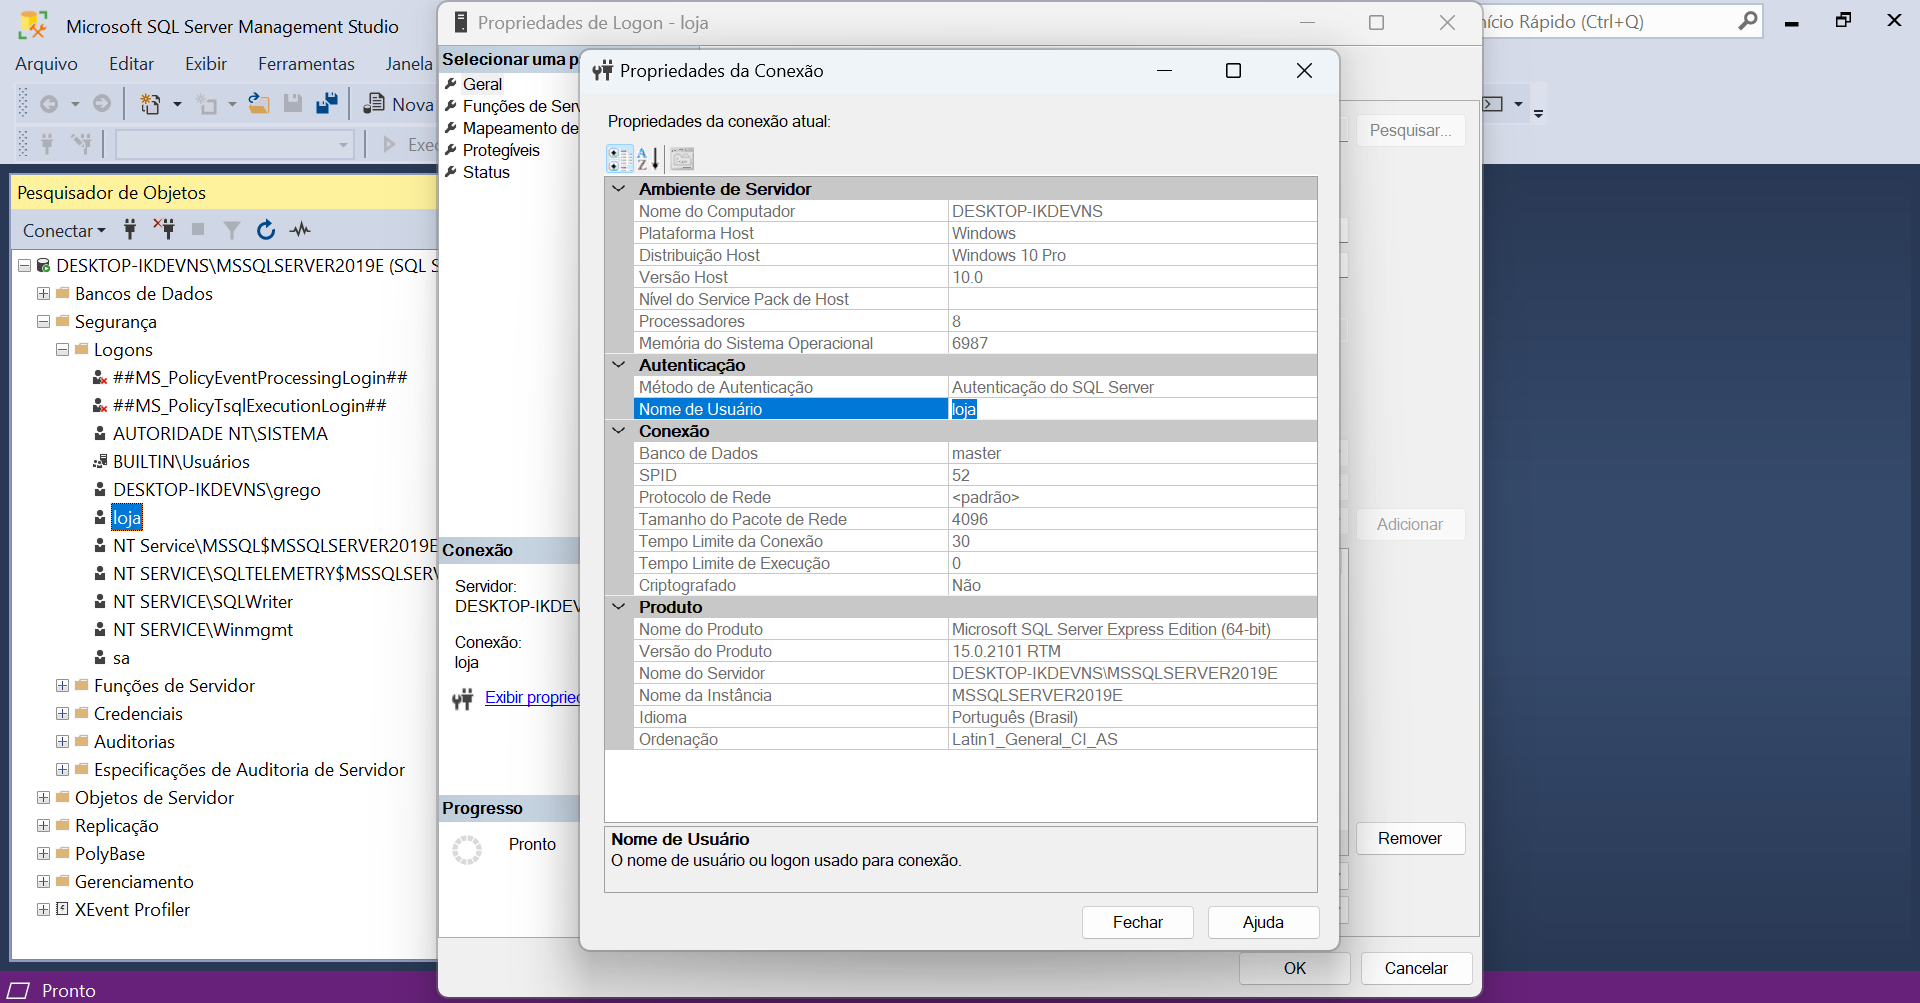 Microsoft SQL Server Management Studio
Propriedades de Logon - loja
nício Rápido (Ctrl+Q)
Arquivo Editar Exibir Ferramentas Janela
Nova
Exec
Pesquisador de Objetos
Conectar
DESKTOP-IKDEVNS\MSSQLSERVER2019E (SQL S
Bancos de Dados
Segurança
Logons
##MS_PolicyEventProcessingLogin##
##MS_PolicyTsqlExecutionLogin##
AUTORIDADE NT\SISTEMA
BUILTIN\Usuários
DESKTOP-IKDEVNS\grego
loja
NT Service\MSSQL$MSSQLSERVER2019E
NT SERVICE\SQLTELEMETRY$MSSQLSERV
NT SERVICE\SQLWriter
NT SERVICE\Winmgmt
sa
Funções de Servidor
Credenciais
Auditorias
Especificações de Auditoria de Servidor
Objetos de Servidor
Replicação
PolyBase
Gerenciamento
XEvent Profiler
Pronto
Selecionar uma p
Geral
Funções de Serv
Mapeamento de
Protegíveis
Status
Conexão
Servidor:
DESKTOP-IKDEV
Conexão:
loja
Exibir propried
Progresso
Pronto
Pesquisar...
Adicionar
Remover
OK Cancelar
Propriedades da Conexão
Propriedades da conexão atual:
Ambiente de Servidor
Nome do Computador DESKTOP-IKDEVNS
Plataforma Host Windows
Distribuição Host Windows 10 Pro
Versão Host 10.0
Nível do Service Pack de Host
Processadores 8
Memória do Sistema Operacional 6987
Autenticação
Método de Autenticação Autenticação do SQL Server
Nome de Usuário loja
Conexão
Banco de Dados master
SPID 52
Protocolo de Rede <padrão>
Tamanho do Pacote de Rede 4096
Tempo Limite da Conexão 30
Tempo Limite de Execução 0
Criptografado Não
Produto
Nome do Produto Microsoft SQL Server Express Edition (64-bit)
Versão do Produto 15.0.2101 RTM
Nome do Servidor DESKTOP-IKDEVNS\MSSQLSERVER2019E
Nome da Instância MSSQLSERVER2019E
Idioma Português (Brasil)
Ordenação Latin1_General_CI_AS
Nome de Usuário
O nome de usuário ou logon usado para conexão.
Fechar Ajuda